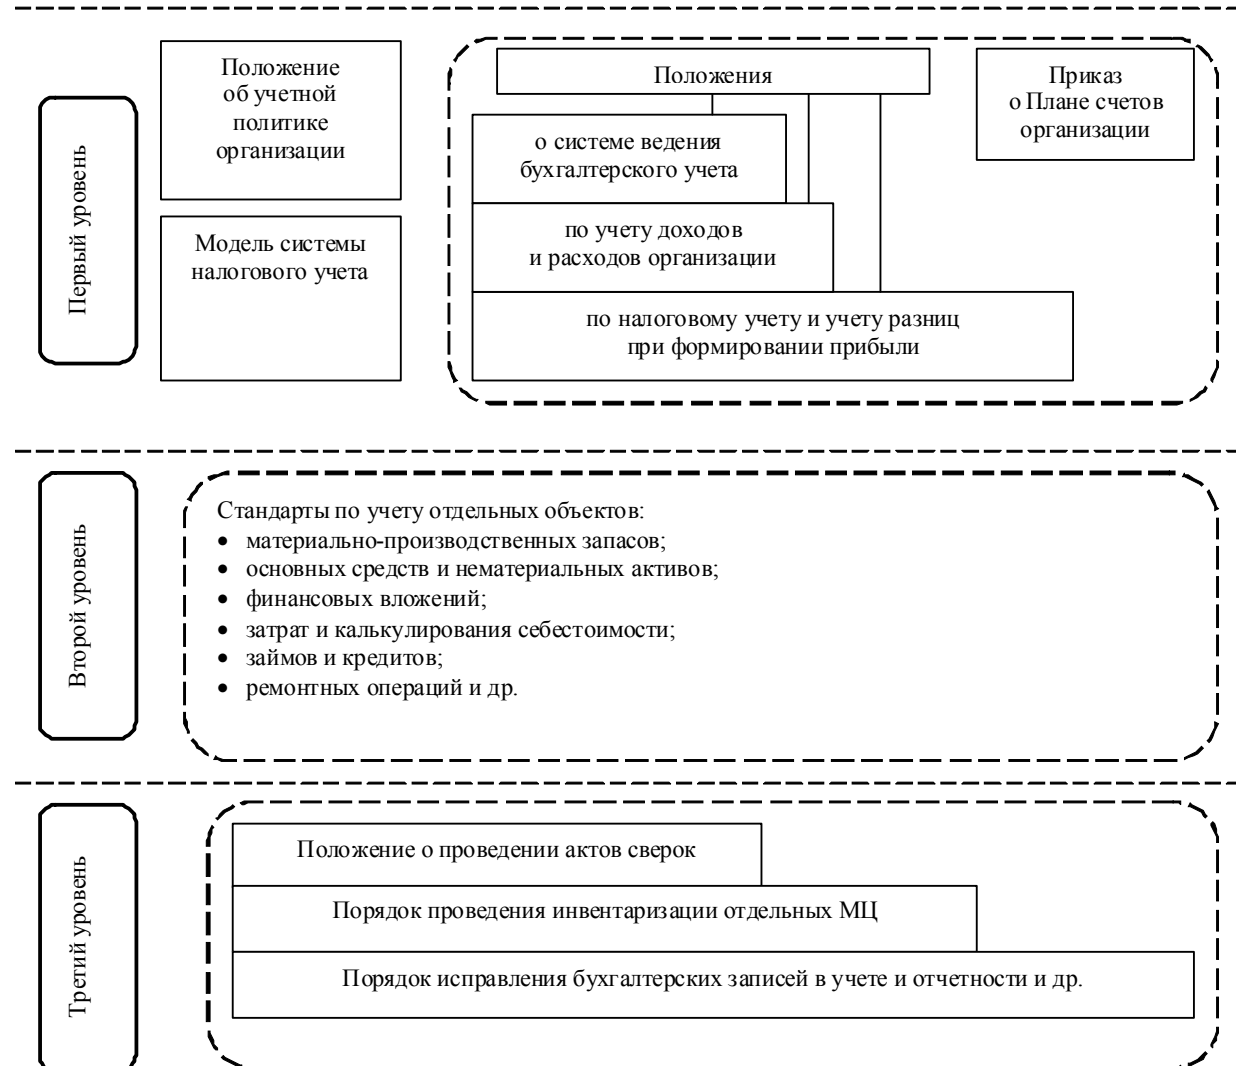 Первый уровень
Положение
об учетной
политике
организации
Модель системы
налогового учета
Положения
о системе ведения
бухгалтерского учета
по учету доходов
и расходов организации
по налоговому учету и учету разниц
при формировании прибыли
Приказ
о Плане счетов
организации
Второй уровень
Стандарты по учету отдельных объектов:
• материально-производственных запасов;
• основных средств и нематериальных активов;
• финансовых вложений;
• затрат и калькулирования себестоимости;
• займов и кредитов;
• ремонтных операций и др.
Третий уровень
Положение о проведении актов сверок
Порядок проведения инвентаризации отдельных МЦ
Порядок исправления бухгалтерских записей в учете и отчетности и др.